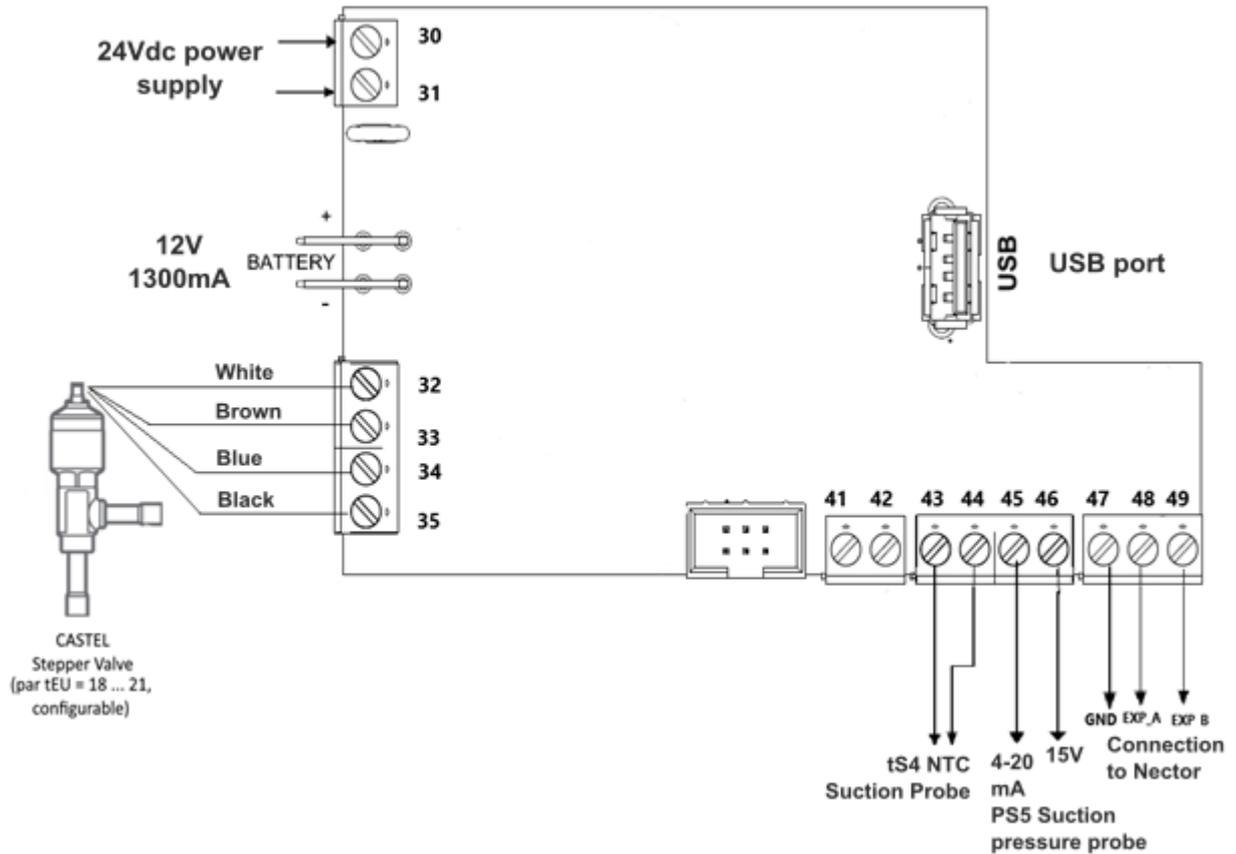 24Vdc power
supply
30
31
+
12V
1300mA
BATTERY
-
USB
USB port
White
32
Brown
33
Blue
34
Black
35
CASTEL
Stepper Valve
(par tEU = 18 ... 21,
configurable)
41 42 43 44 45 46 47 48 49
tS4 NTC
Suction Probe
4-20
mA
PS5 Suction
pressure probe
15V
GND EXP_A EXP B
Connection
to Nector